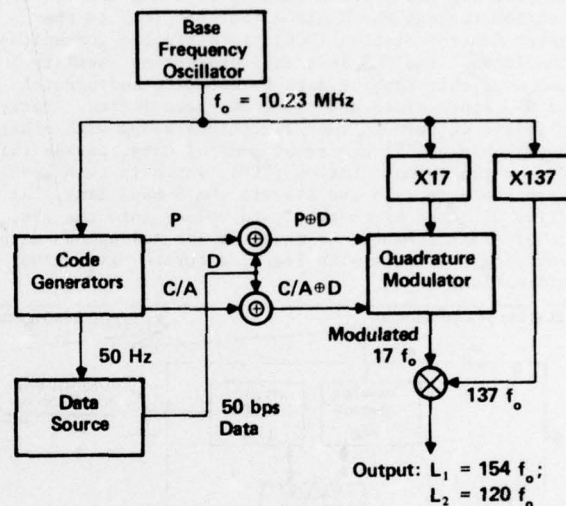 Base
Frequency
Oscillator
f₀ = 10.23 MHz
X17
X137
Code
Generators
P
P⊕D
D
C/A
C/A⊕D
Quadrature
Modulator
50 Hz
Modulated
17 f₀
137 f₀
Data
Source
50 bps
Data
Output: L₁ = 154 f₀;
L₂ = 120 f₀